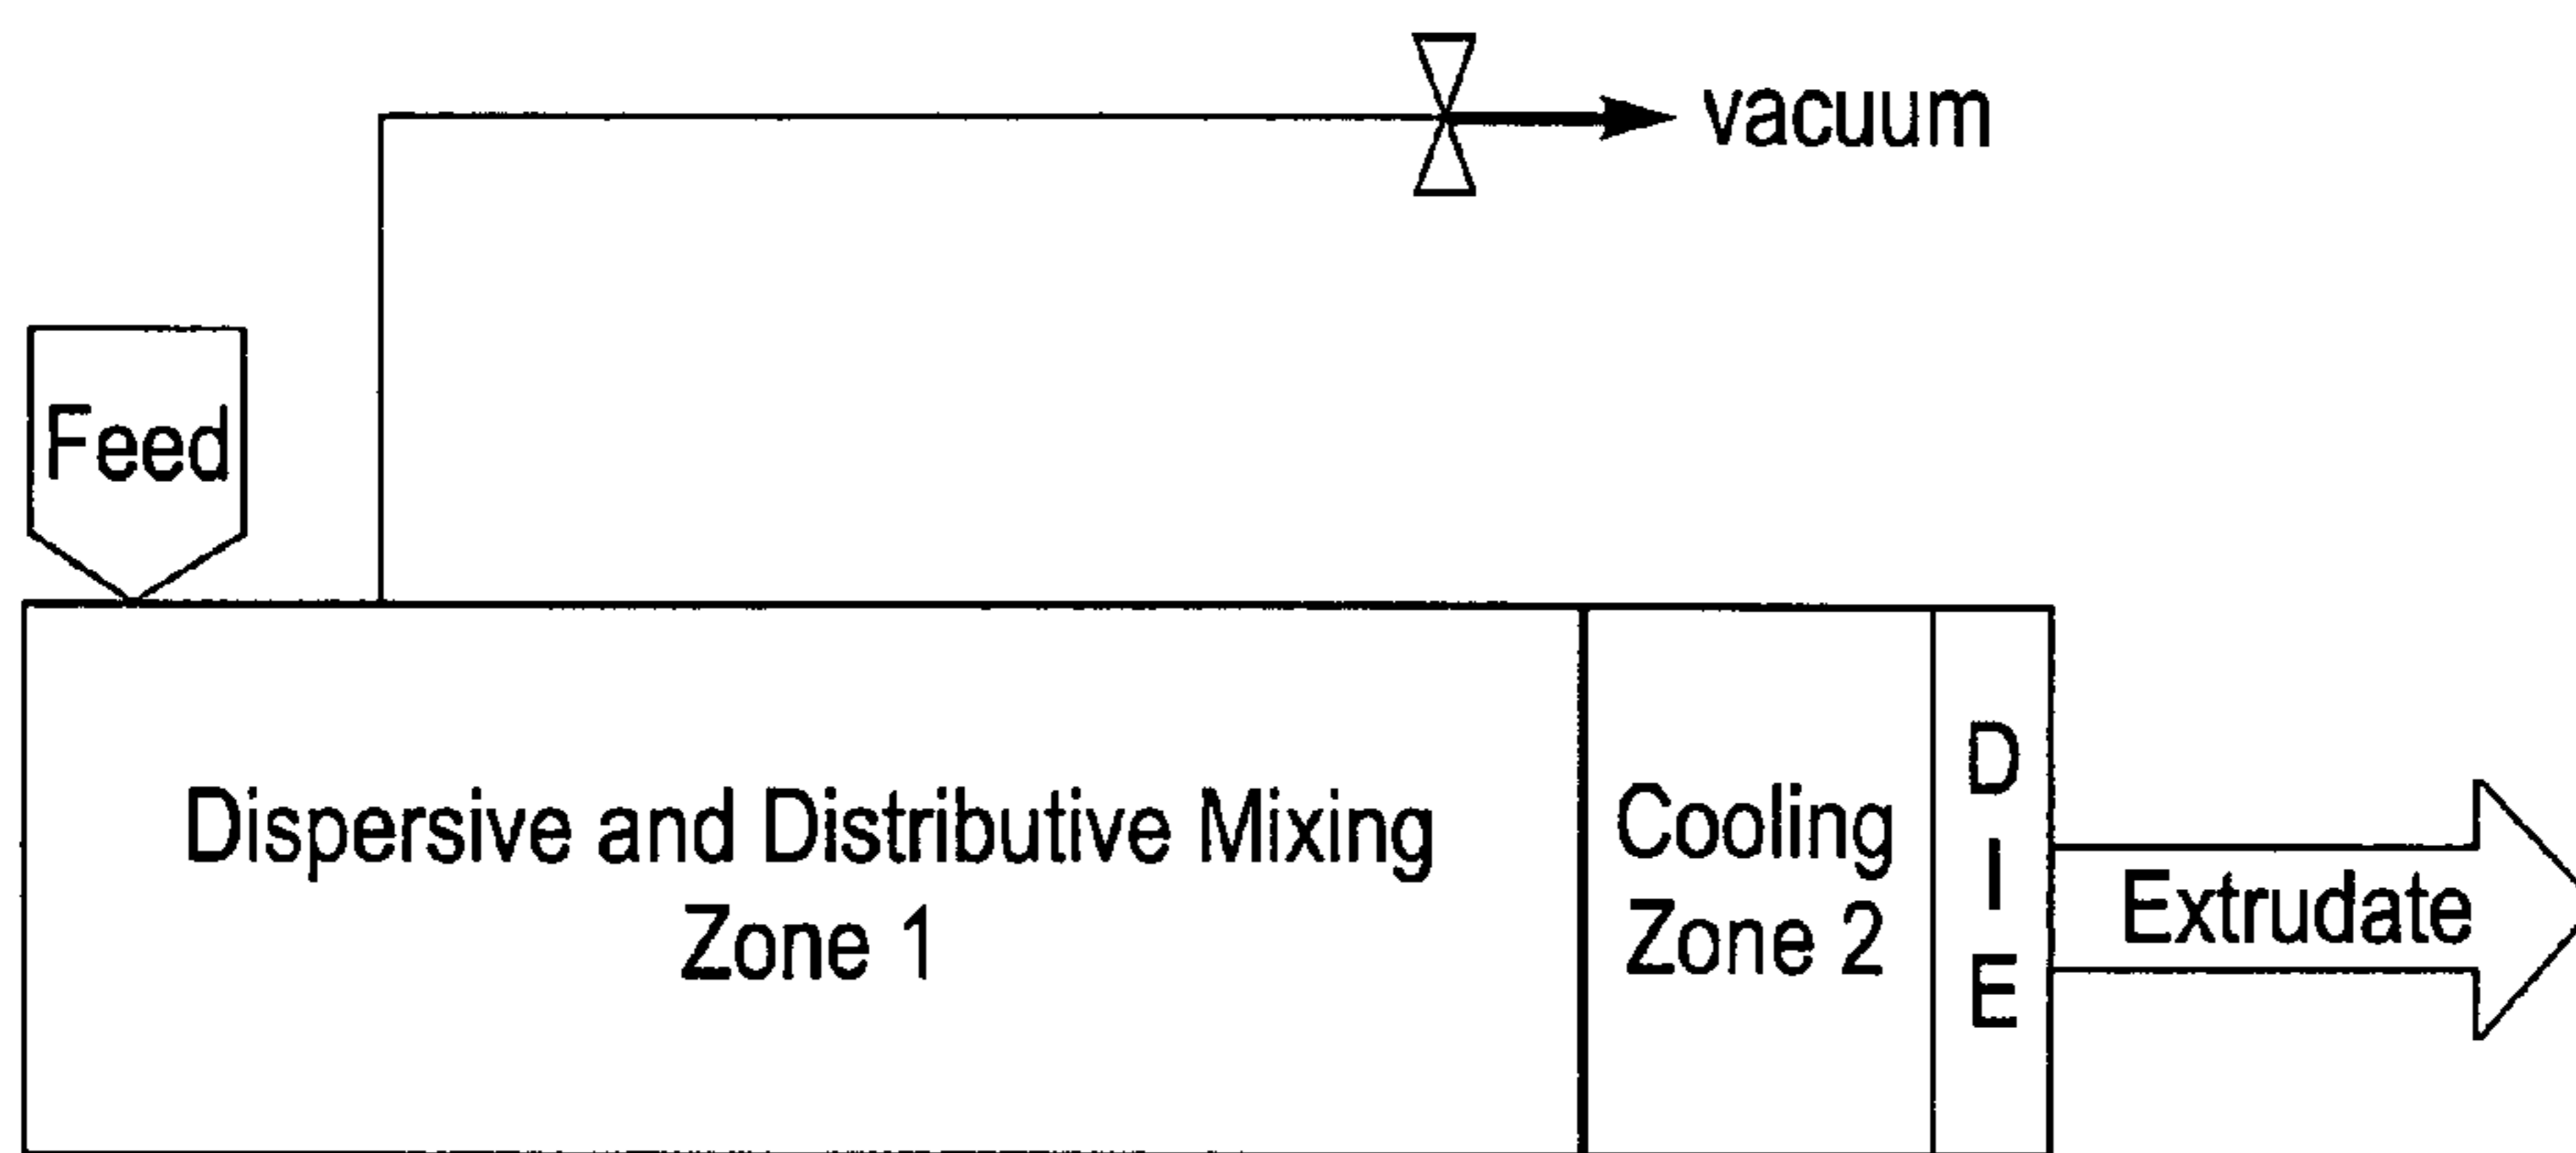 vacuum
Feed
Dispersive and Distributive Mixing
Zone 1
Cooling
Zone 2
D
I
E
Extrudate